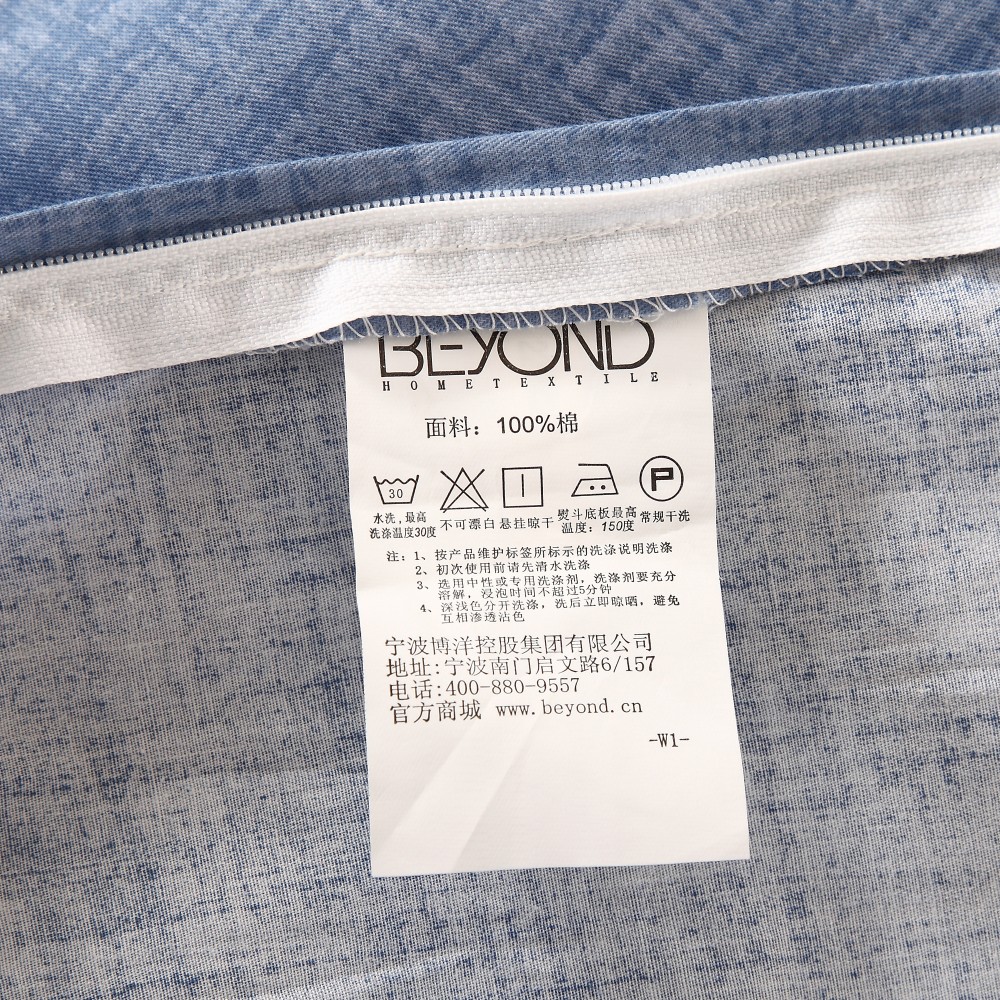 BEYOND
HOMETEXTILE
面料：100%棉
30
P
水洗，最高洗涤温度30度
不可漂白
悬挂晾干
熨斗底板最高温度：150度
常规干洗
注：1、按产品维护标签所标示的洗涤说明洗涤
2、初次使用前请先清水洗涤
3、选用中性或专用洗涤剂，洗涤剂要充分
溶解，浸泡时间不超过5分钟
4、深浅色分开洗涤，洗后立即晾晒，避免
互相渗透沾色
宁波博洋控股集团有限公司
地址:宁波南门启文路6/157
电话:400-880-9557
官方商城 www.beyond.cn
-W1-